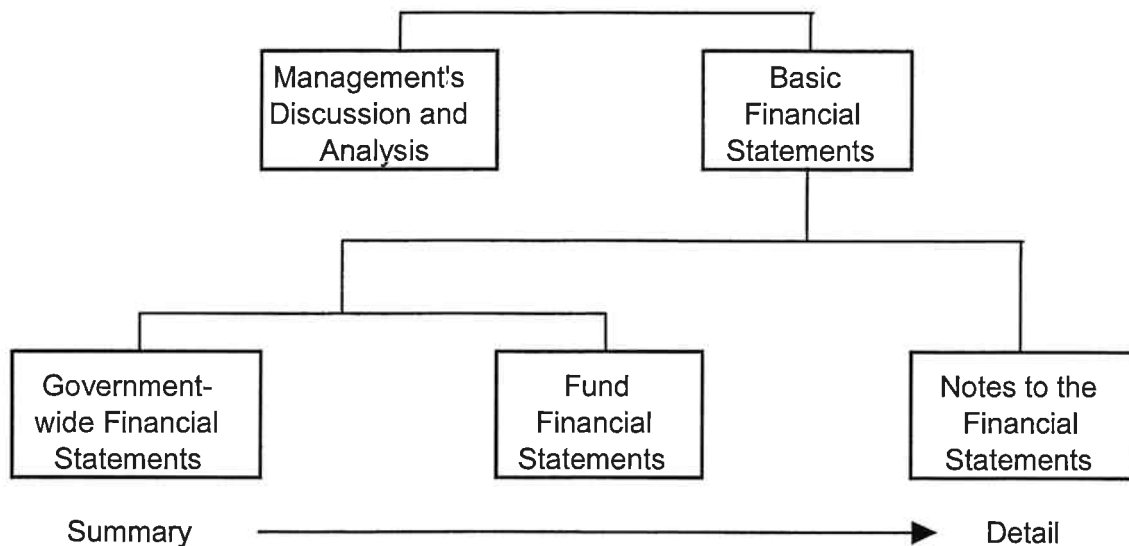 Management's
Discussion and
Analysis
Basic
Financial
Statements
Government-
wide Financial
Statements
Fund
Financial
Statements
Notes to the
Financial
Statements
Summary
Detail